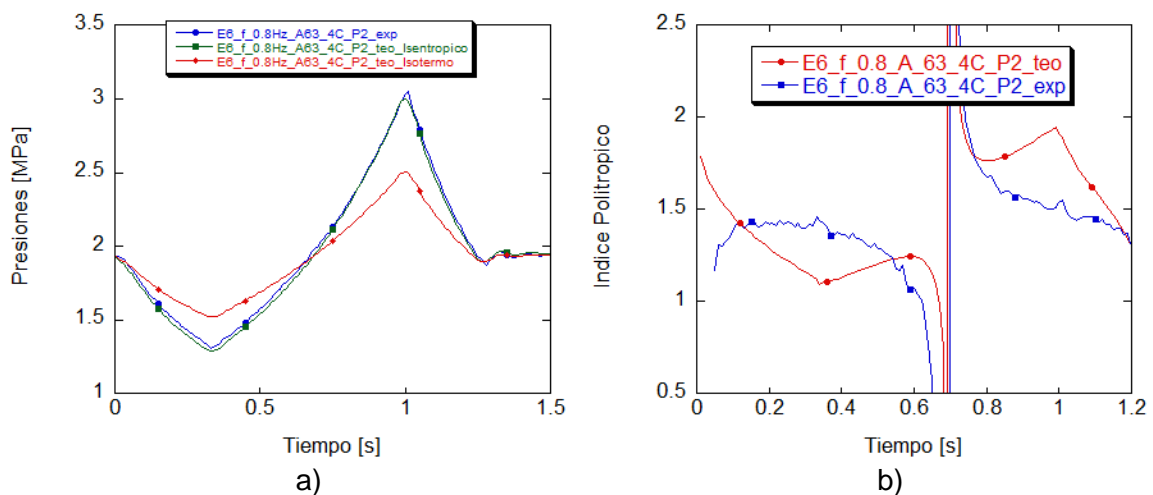 3.5
3
2.5
2
1.5
1
Presiones [MPa]
E6_f_0.8Hz_A63_4C_P2_exp
E6_f_0.8Hz_A63_4C_P2_teo_Isentropico
E6_f_0.8Hz_A63_4C_P2_teo_Isotermo
0
0.5
1
1.5
Tiempo [s]
a)
2.5
2
1.5
1
0.5
Indice Politropico
E6_f_0.8_A_63_4C_P2_teo
E6_f_0.8_A_63_4C_P2_exp
0
0.2
0.4
0.6
0.8
1
1.2
Tiempo [s]
b)